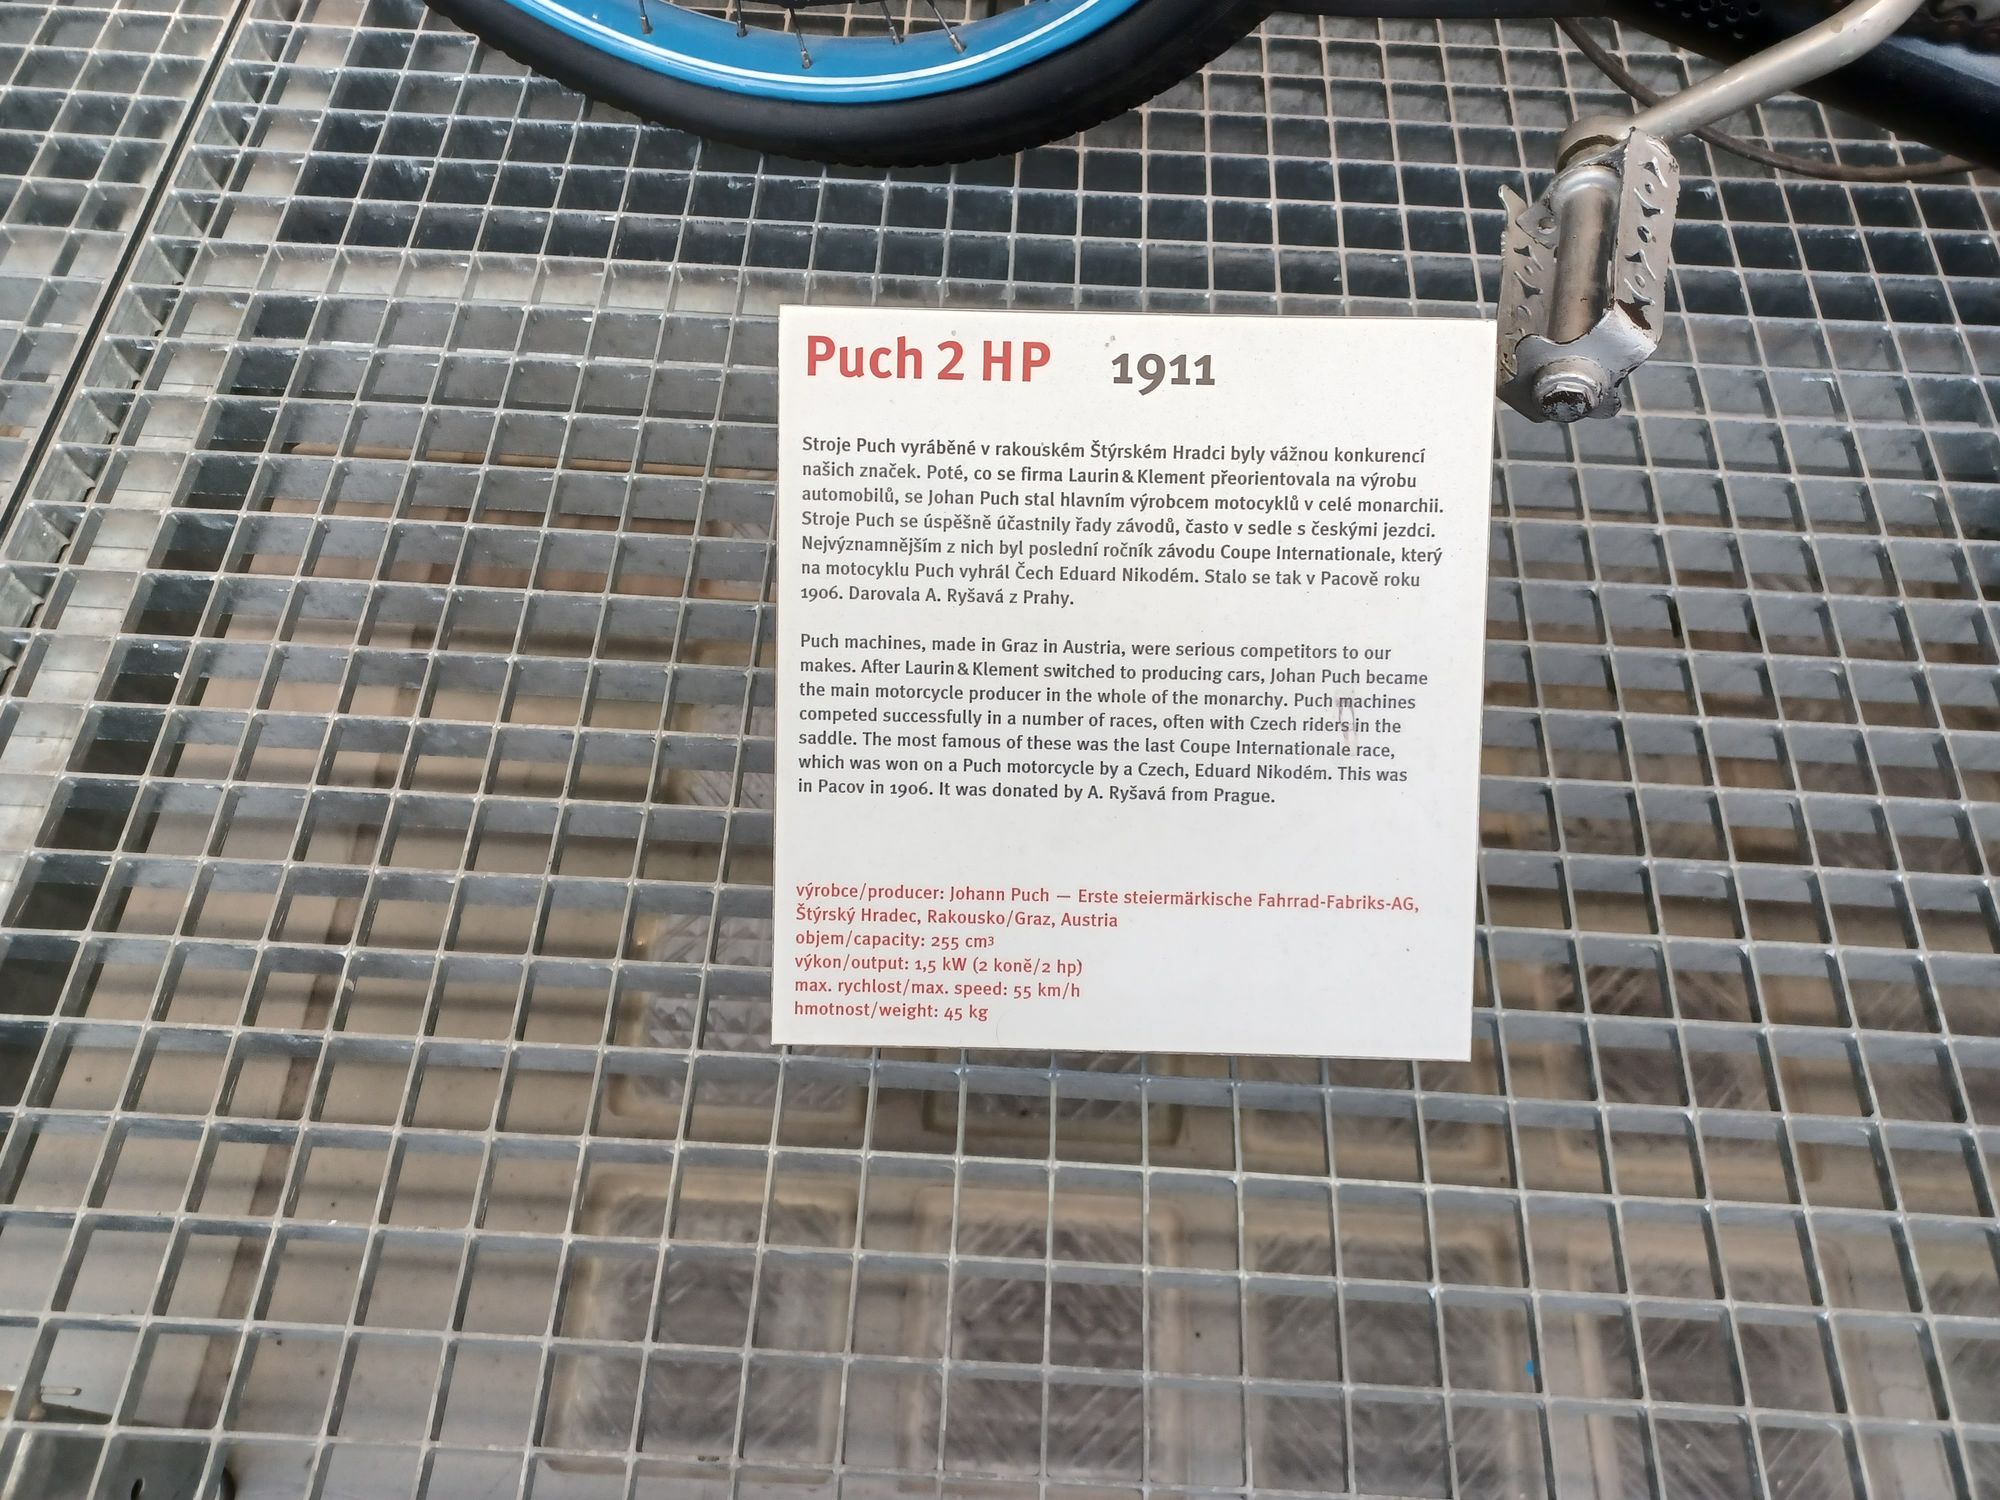 Puch 2 HP 1911
Stroje Puch vyráběné v rakouském Štýrském Hradci byly vážnou konkurencí
našich značek. Poté, co se firma Laurin & Klement přeorientovala na výrobu
automobilů, se Johan Puch stal hlavním výrobcem motocyklů v celé monarchii.
Stroje Puch se úspěšně účastnily řady závodů, často v sedle s českými jezdci.
Nejvýznamnějším z nich byl poslední ročník závodu Coupe Internationale, který
na motocyklu Puch vyhrál Čech Eduard Nikodém. Stalo se tak v Pacově roku
1906. Darovala A. Ryšavá z Prahy.
Puch machines, made in Graz in Austria, were serious competitors to our
makes. After Laurin & Klement switched to producing cars, Johan Puch became
the main motorcycle producer in the whole of the monarchy. Puch machines
competed successfully in a number of races, often with Czech riders in the
saddle. The most famous of these was the last Coupe Internationale race,
which was won on a Puch motorcycle by a Czech, Eduard Nikodém. This was
in Pacov in 1906. It was donated by A. Ryšavá from Prague.
výrobce/producer: Johann Puch — Erste steiermärkische Fahrrad-Fabriks-AG,
Štýrský Hradec, Rakousko/Graz, Austria
objem/capacity: 255 cm³
výkon/output: 1,5 kW (2 koně/2 hp)
max. rychlost/max. speed: 55 km/h
hmotnost/weight: 45 kg